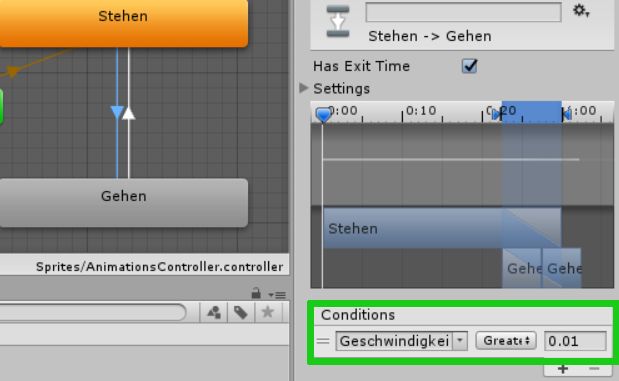 Stehen
Gehen
Sprites/AnimationsController.controller
Stehen -> Gehen
Has Exit Time
Settings
0:00 0:10 0:20 1:00
Stehen
Gehe Gehe
Conditions
Geschwindigkei Greate 0.01
+ -